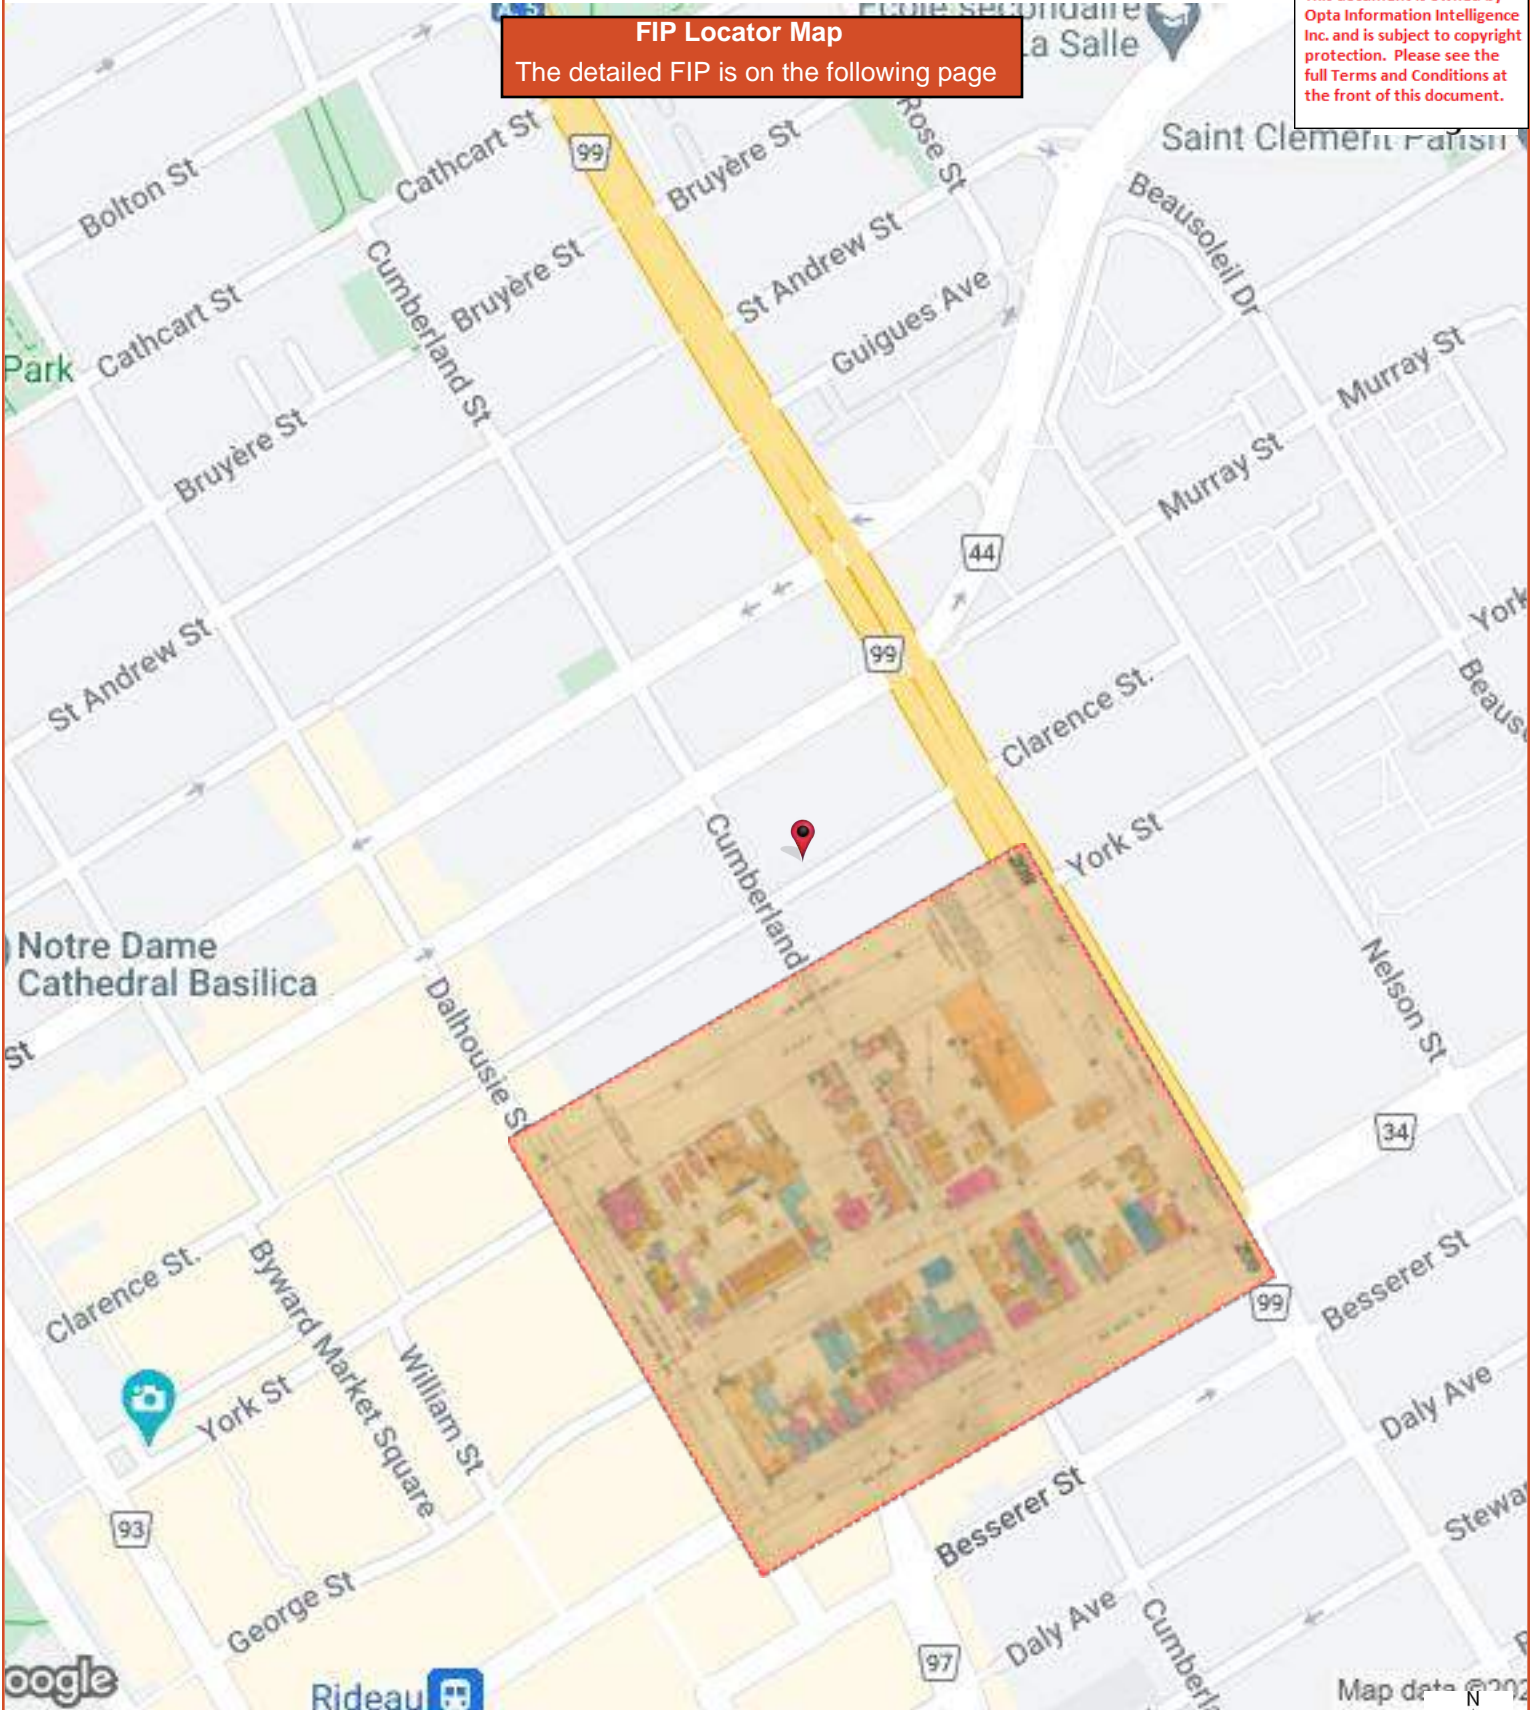 FIP Locator Map
The detailed FIP is on the following page
Opta Information Intelligence
Inc. and is subject to copyright
protection. Please see the
full Terms and Conditions at
the front of this document.
École secondaire
La Salle
Saint Clement Parish
99
Cathcart St
Bolton St
Bruyère St
Rose St
Beausoleil Dr
St Andrew St
Bruyère St
Cumberland St
Guigues Ave
Cathcart St
Park
Murray St
Bruyère St
Murray St
44
York
St Andrew St
99
Clarence St.
Cumberland
York St
Notre Dame
Cathedral Basilica
Nelson St
Dalhousie St
St
34
Clarence St.
Byward Market Square
Besserer St
99
William St
York St
Daly Ave
Besserer St
93
George St
Daly Ave
Cumberla
97
oogle
Rideau
Map data
N